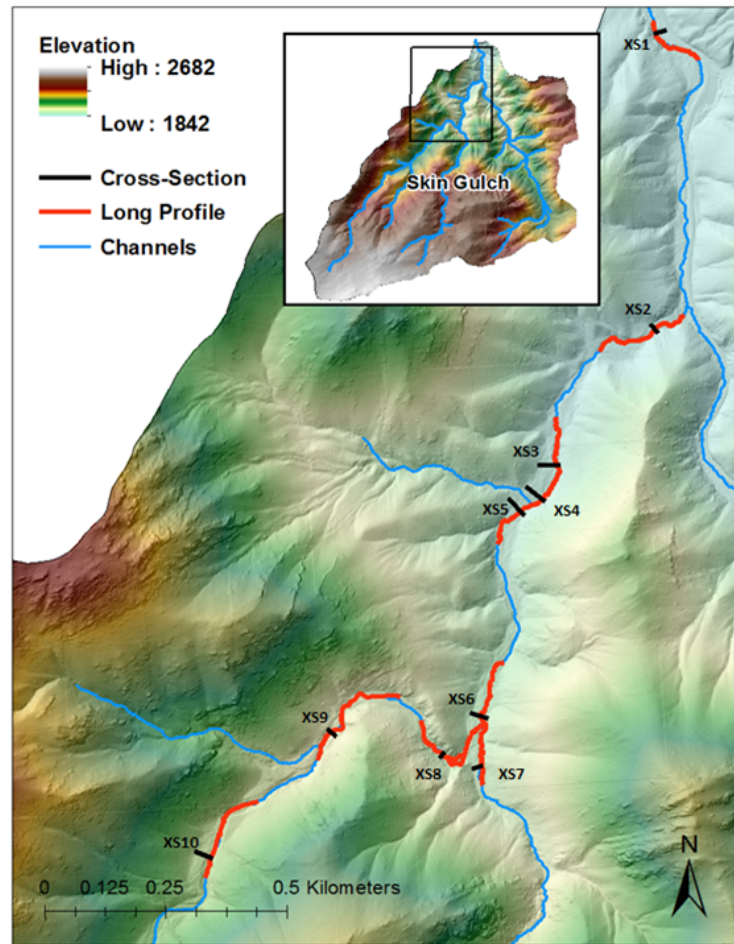 Elevation
High : 2682
Low : 1842
Cross-Section
Long Profile
Channels
Skin Gulch
XS1
XS2
XS3
XS4
XS5
XS6
XS9
XS8
XS7
XS10
N
0 0.125 0.25 0.5 Kilometers